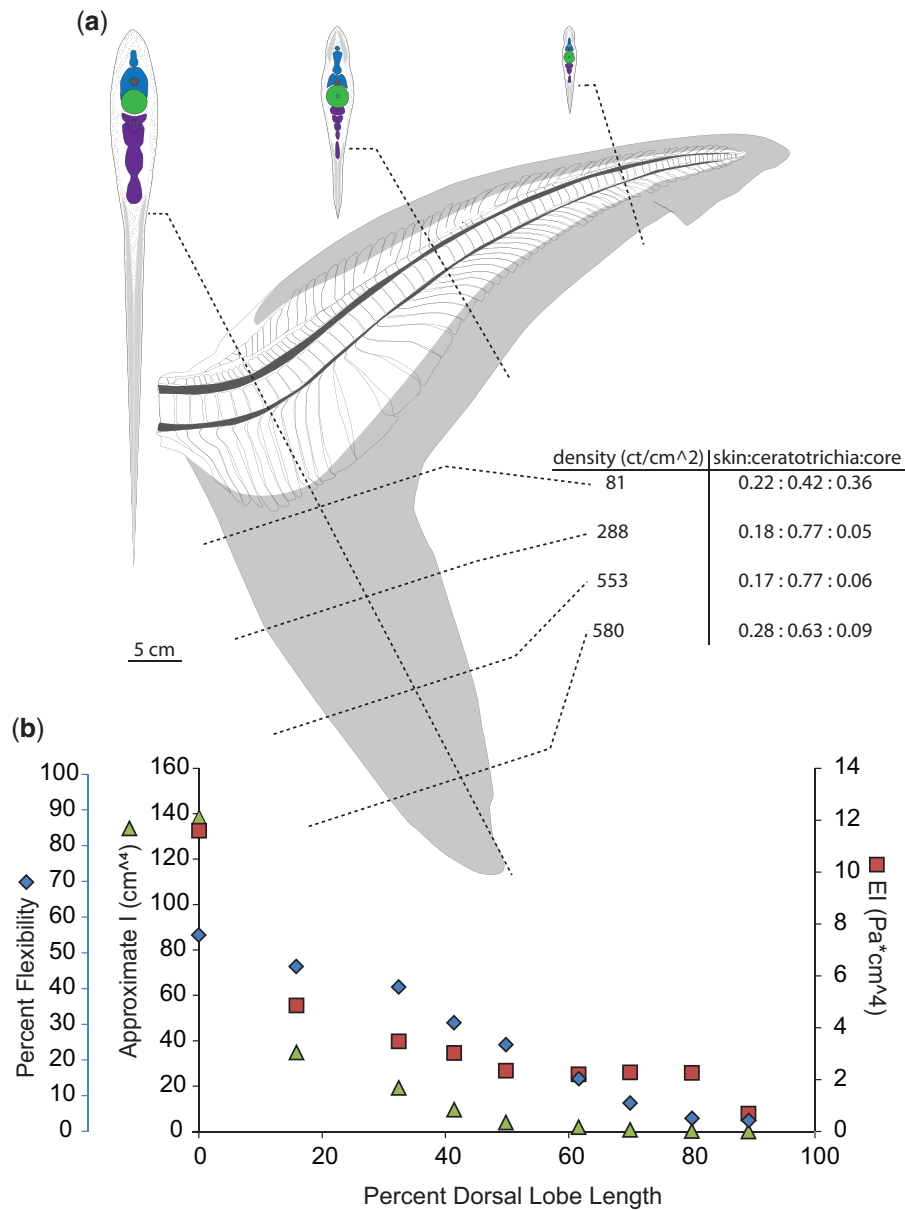 (a)
density (ct/cm^2) skin:ceratotrichia:core
81 0.22 : 0.42 : 0.36
288 0.18 : 0.77 : 0.05
553 0.17 : 0.77 : 0.06
580 0.28 : 0.63 : 0.09
5 cm
(b)
Percent Flexibility
100
90
80
70
60
50
40
30
20
10
0
Approximate I (cm^⁴)
160
140
120
100
80
60
40
20
0
14
12
10
8
6
4
2
0
EI (Pa*cm^4)
0 20 40 60 80 100
Percent Dorsal Lobe Length